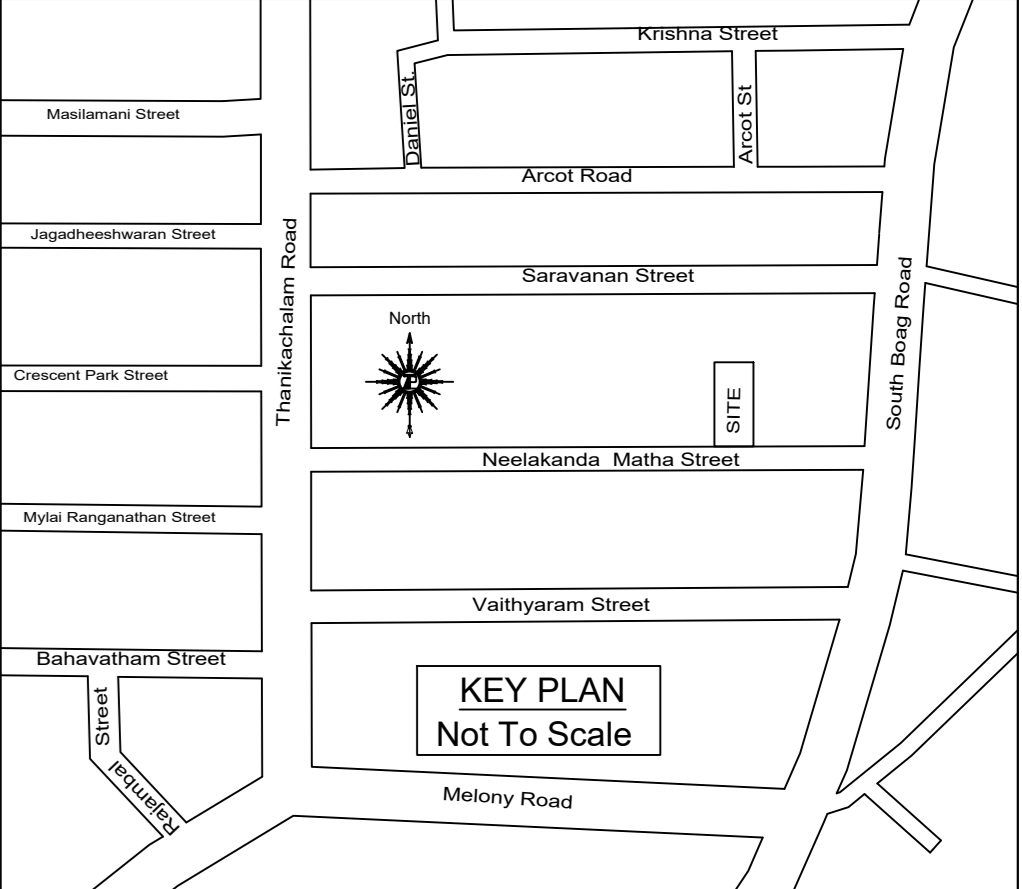 Krishna Street
Masilamani Street
Daniel St.
Arcot St
Arcot Road
Jagadheeshwaran Street
Thanikachalam Road
Saravanan Street
South Boag Road
North
Crescent Park Street
SITE
Neelakanda Matha Street
Mylai Ranganathan Street
Vaithyaram Street
Bahavatham Street
KEY PLAN
Not To Scale
Rajambal Street
Melony Road